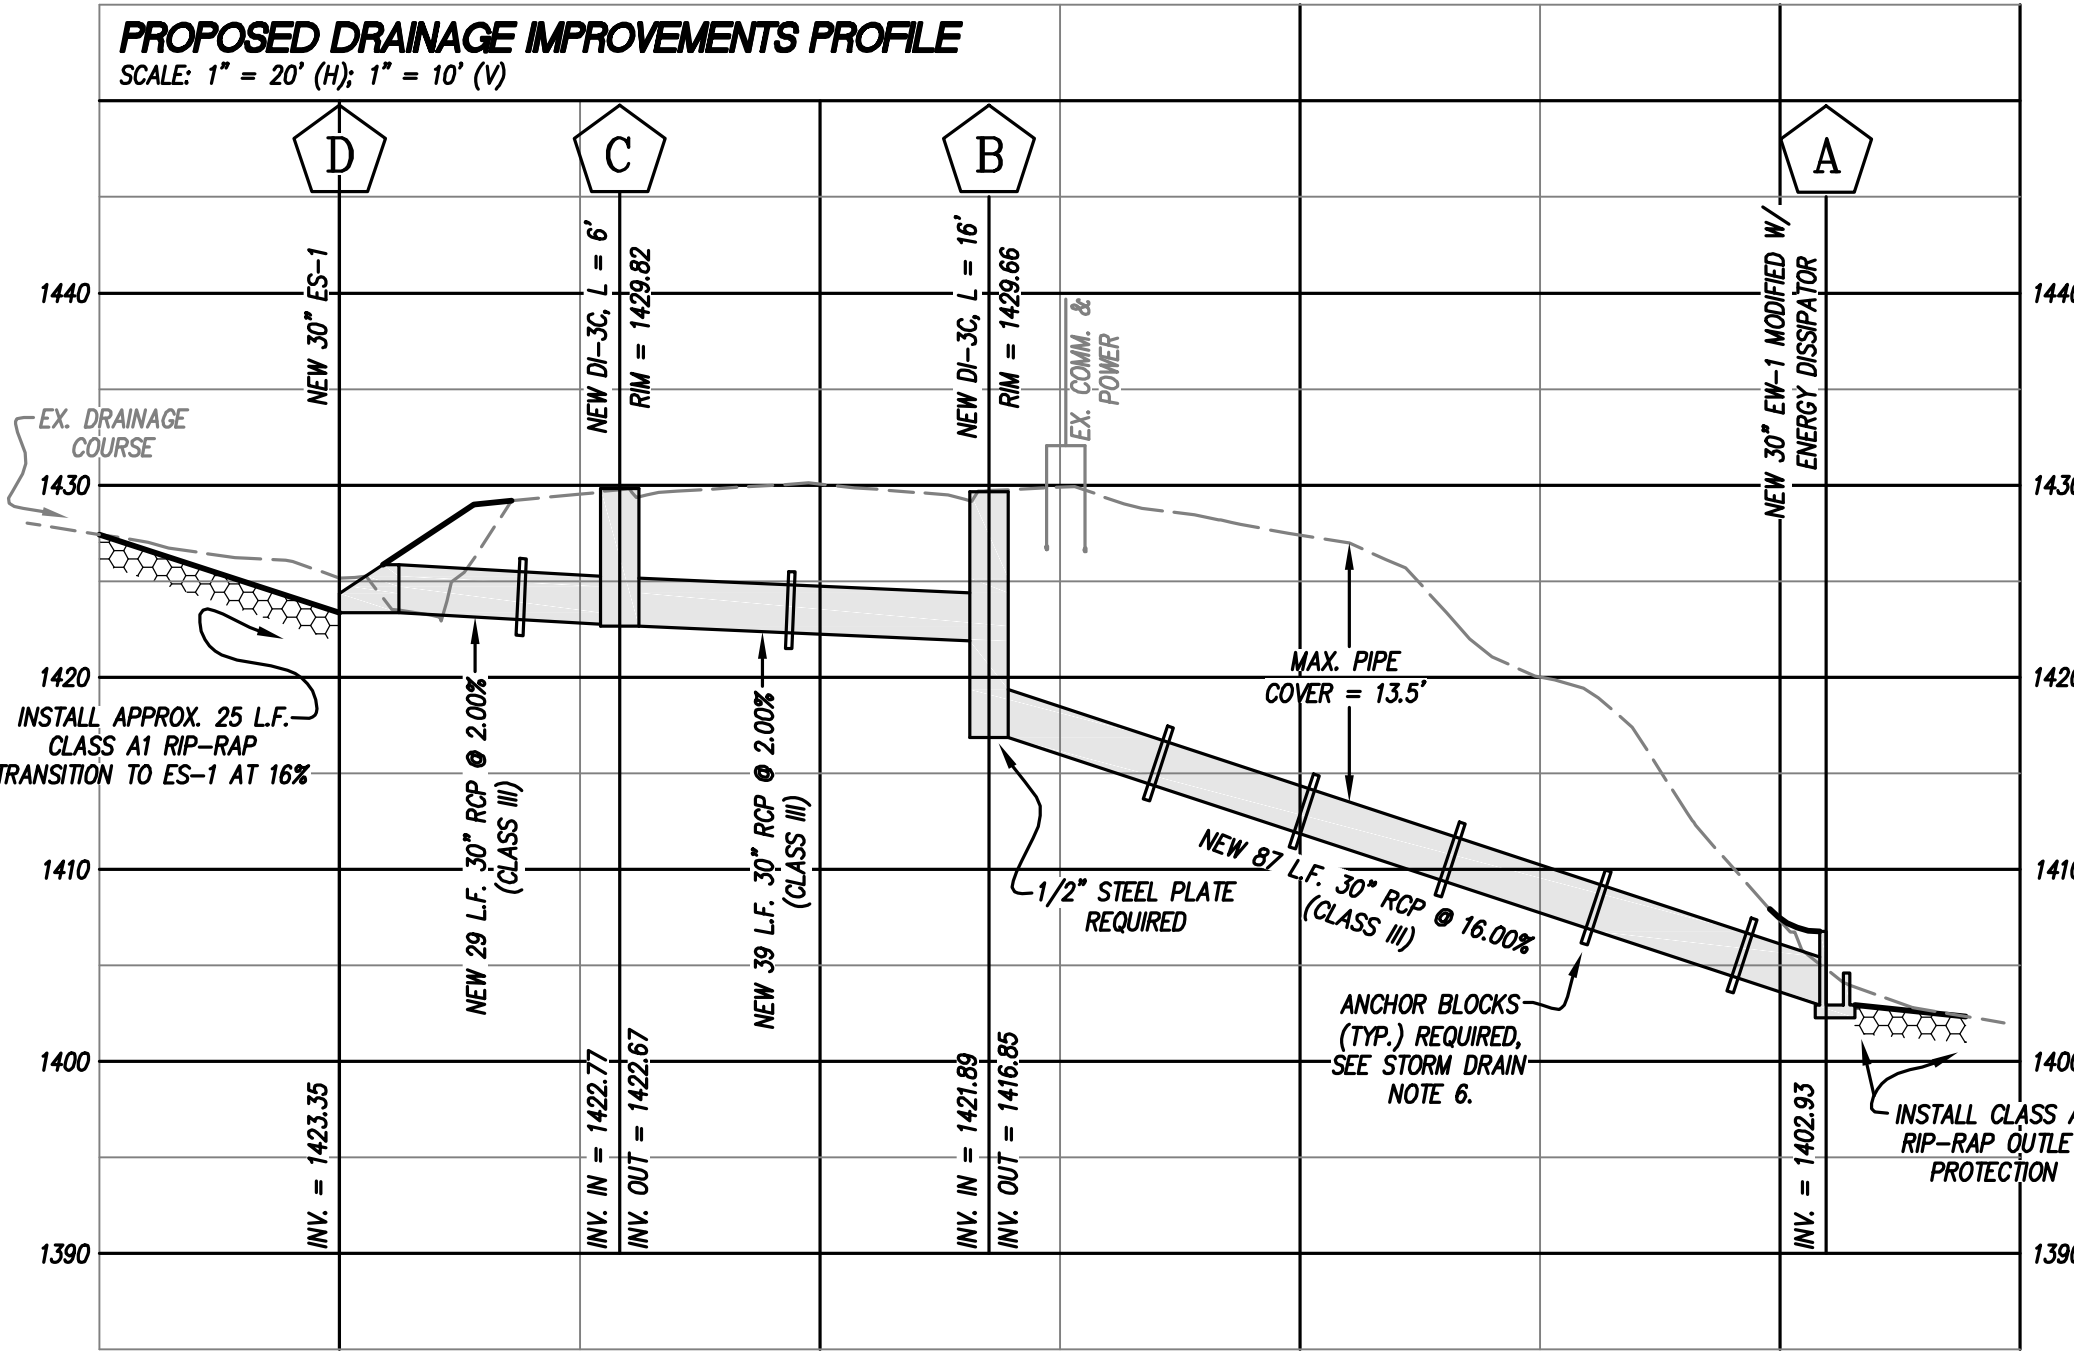 PROPOSED DRAINAGE IMPROVEMENTS PROFILE
SCALE: 1" = 20' (H); 1" = 10' (V)
D
C
B
A
NEW 30" ES-1
NEW DI-3C, L = 6'
RIM = 1429.82
NEW DI-3C, L = 16'
RIM = 1429.66
EX. COMM. &
POWER
NEW 30" EW-1 MODIFIED W/
ENERGY DISSIPATOR
1440
1430
1420
1410
1400
1390
1440
1430
1420
1410
1400
1390
EX. DRAINAGE
COURSE
INSTALL APPROX. 25 L.F.
CLASS A1 RIP-RAP
TRANSITION TO ES-1 AT 16%
NEW 29 L.F. 30" RCP @ 2.00%
(CLASS III)
NEW 39 L.F. 30" RCP @ 2.00%
(CLASS III)
MAX. PIPE
COVER = 13.5'
1/2" STEEL PLATE
REQUIRED
NEW 87 L.F. 30" RCP @ 16.00%
(CLASS III)
ANCHOR BLOCKS
(TYP.) REQUIRED,
SEE STORM DRAIN
NOTE 6.
INSTALL CLASS
RIP-RAP OUTLE
PROTECTION
INV. = 1423.35
INV. IN = 1422.77
INV. OUT = 1422.67
INV. IN = 1421.89
INV. OUT = 1416.85
INV. = 1402.93